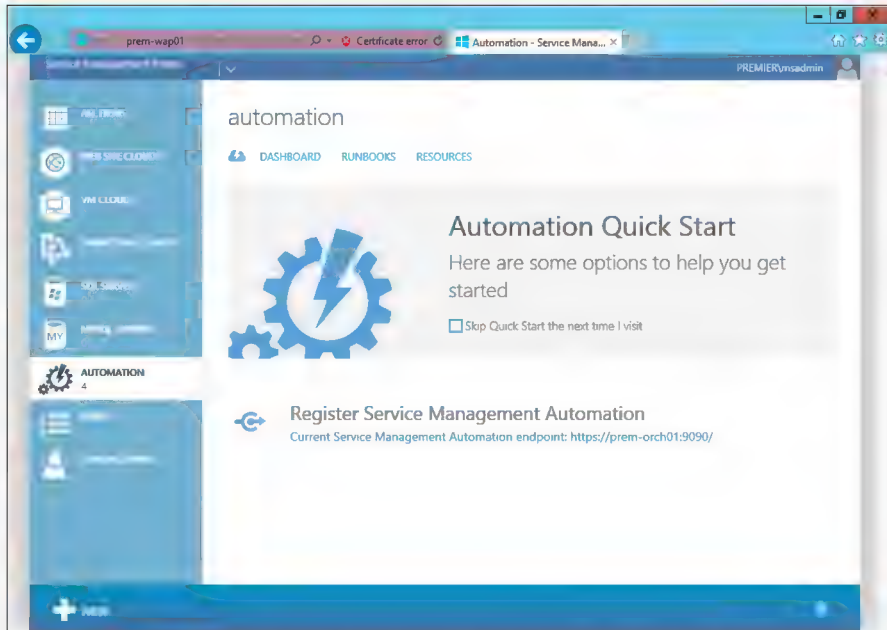 prem-wap01
Certificate error
Automation - Service Mana...
PREMIER\msadmin
automation
DASHBOARD RUNBOOKS RESOURCES
VM CLOUD
Automation Quick Start
Here are some options to help you get
started
Skip Quick Start the next time I visit
MY
AUTOMATION
4
Register Service Management Automation
Current Service Management Automation endpoint: https://prem-orch01:9090/
NEW